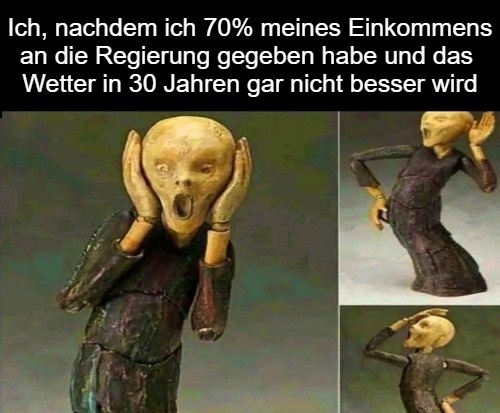 Ich, nachdem ich 70% meines Einkommens
an die Regierung gegeben habe und das
Wetter in 30 Jahren gar nicht besser wird